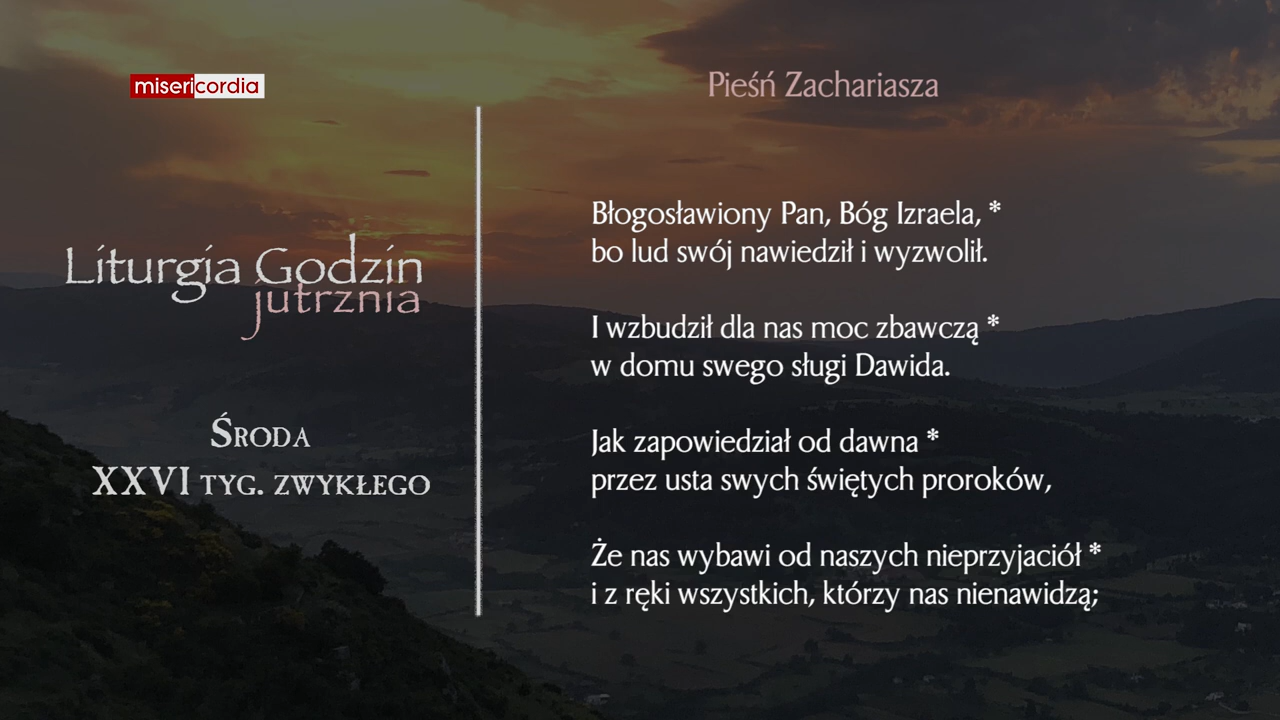 misericordia
Liturgia Godzin
jutrznia
Środa
XXVI tyg. zwykłego
Pieśń Zachariasza
Błogosławiony Pan, Bóg Izraela, *
bo lud swój nawiedził i wyzwolił.
I wzbudził dla nas moc zbawczą *
w domu swego sługi Dawida.
Jak zapowiedział od dawna *
przez usta swych świętych proroków,
Że nas wybawi od naszych nieprzyjaciół *
i z ręki wszystkich, którzy nas nienawidzą;